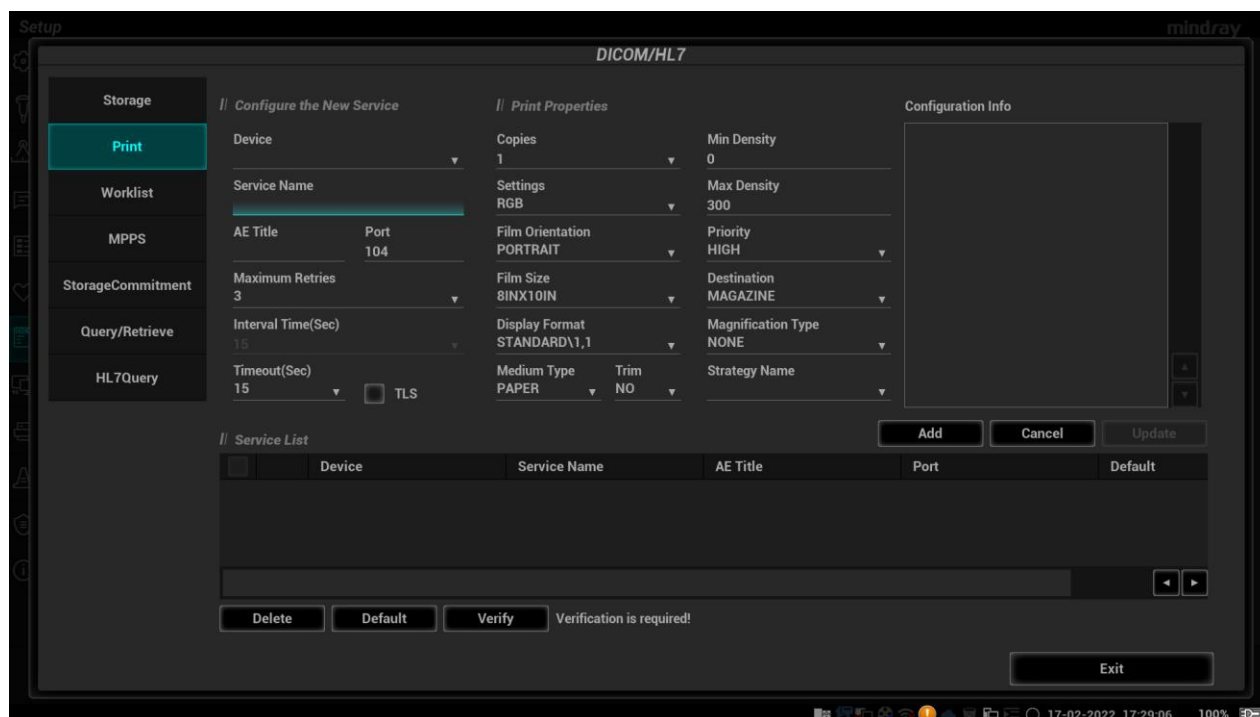 Setup
mindray
DICOM/HL7
Storage
Print
Worklist
MPPS
StorageCommitment
Query/Retrieve
HL7Query
// Configure the New Service
Device
Service Name
AE Title Port
104
Maximum Retries
3
Interval Time(Sec)
15
Timeout(Sec)
15 TLS
// Print Properties
Copies
1
Settings
RGB
Film Orientation
PORTRAIT
Film Size
8INX10IN
Display Format
STANDARD\1,1
Medium Type Trim
PAPER NO
Min Density
0
Max Density
300
Priority
HIGH
Destination
MAGAZINE
Magnification Type
NONE
Strategy Name
Configuration Info
Add Cancel Update
// Service List
Device Service Name AE Title Port Default
Delete Default Verify Verification is required!
Exit
17-02-2022 17:29:06 100%